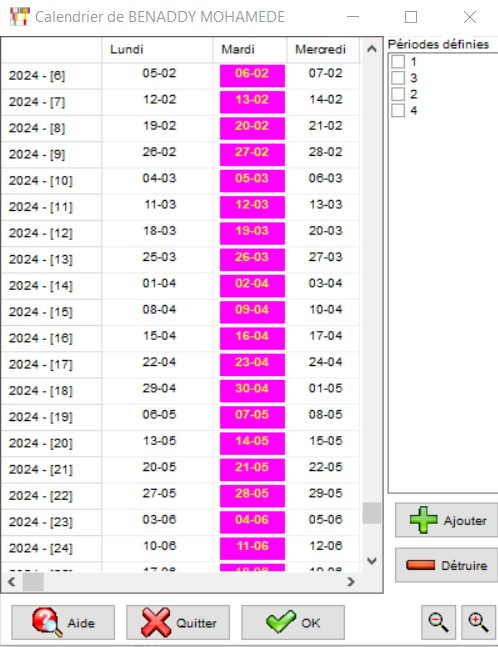 Calendrier de BENADDY MOHAMEDE
Lundi Mardi Mercredi
2024 - [6] 05-02 06-02 07-02
2024 - [7] 12-02 13-02 14-02
2024 - [8] 19-02 20-02 21-02
2024 - [9] 26-02 27-02 28-02
2024 - [10] 04-03 05-03 06-03
2024 - [11] 11-03 12-03 13-03
2024 - [12] 18-03 19-03 20-03
2024 - [13] 25-03 26-03 27-03
2024 - [14] 01-04 02-04 03-04
2024 - [15] 08-04 09-04 10-04
2024 - [16] 15-04 16-04 17-04
2024 - [17] 22-04 23-04 24-04
2024 - [18] 29-04 30-04 01-05
2024 - [19] 06-05 07-05 08-05
2024 - [20] 13-05 14-05 15-05
2024 - [21] 20-05 21-05 22-05
2024 - [22] 27-05 28-05 29-05
2024 - [23] 03-06 04-06 05-06
2024 - [24] 10-06 11-06 12-06
Périodes définies
1
3
2
4
Ajouter
Détruire
Aide Quitter OK